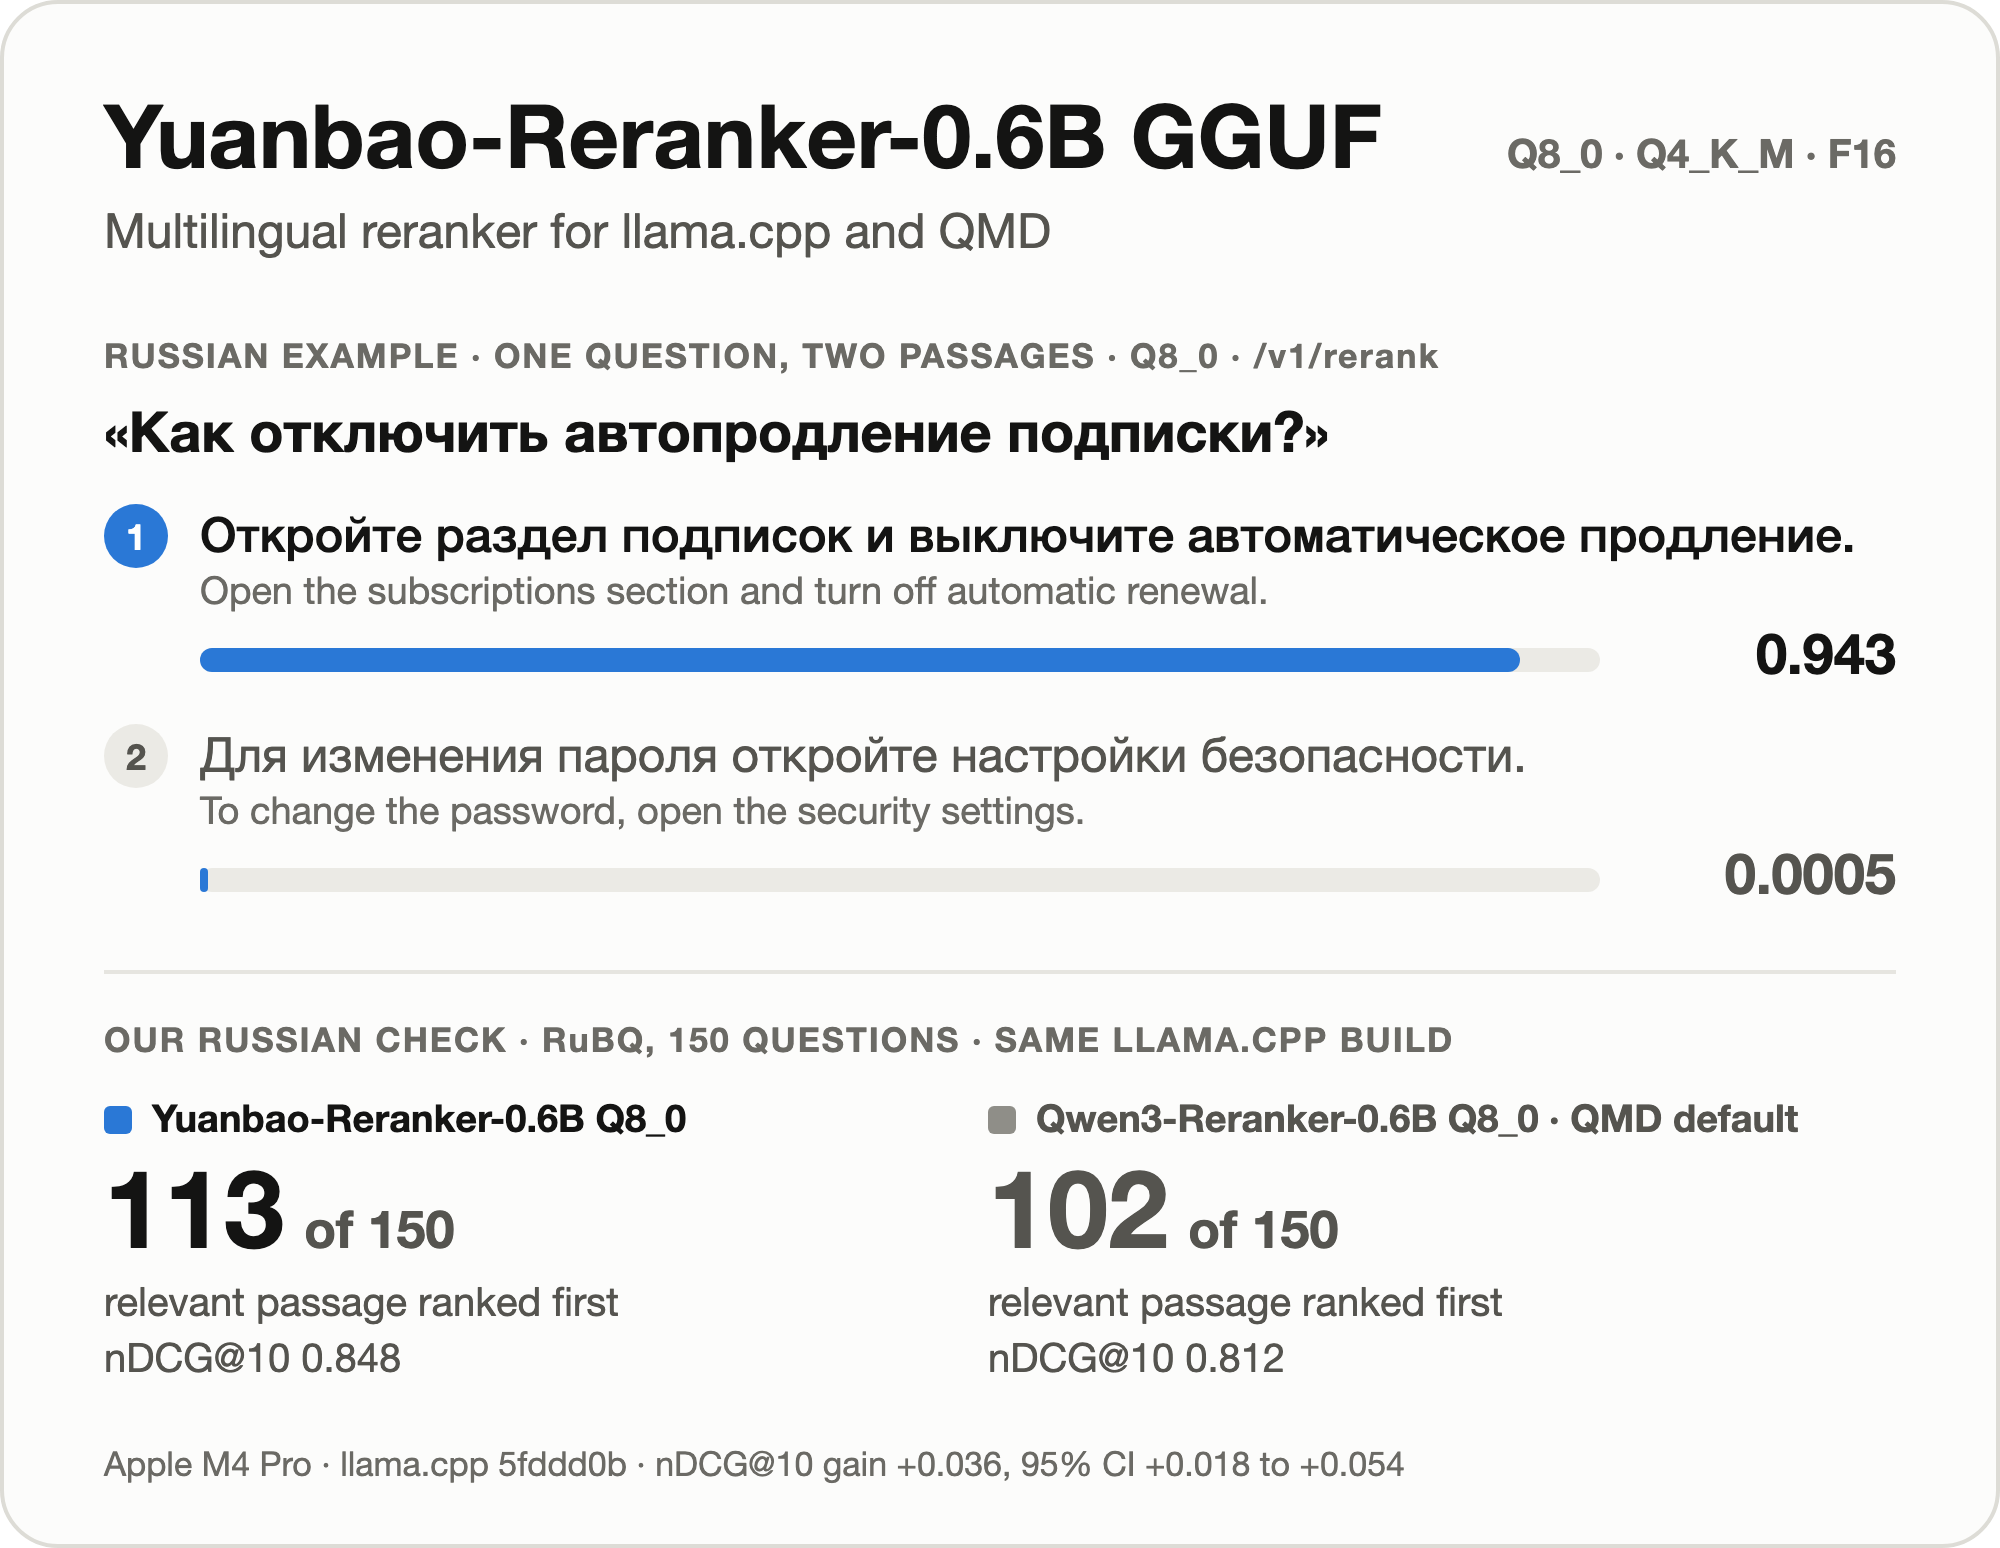 Yuanbao-Reranker-0.6B GGUF
Q8_0 · Q4_K_M · F16
Multilingual reranker for llama.cpp and QMD
RUSSIAN EXAMPLE · ONE QUESTION, TWO PASSAGES · Q8_0 · /v1/rerank
«Как отключить автопродление подписки?»
1 Откройте раздел подписок и выключите автоматическое продление.
Open the subscriptions section and turn off automatic renewal.
0.943
2 Для изменения пароля откройте настройки безопасности.
To change the password, open the security settings.
0.0005
OUR RUSSIAN CHECK · RuBQ, 150 QUESTIONS · SAME LLAMA.CPP BUILD
Yuanbao-Reranker-0.6B Q8_0
113 of 150
relevant passage ranked first
nDCG@10 0.848
Qwen3-Reranker-0.6B Q8_0 · QMD default
102 of 150
relevant passage ranked first
nDCG@10 0.812
Apple M4 Pro · llama.cpp 5fddd0b · nDCG@10 gain +0.036, 95% CI +0.018 to +0.054